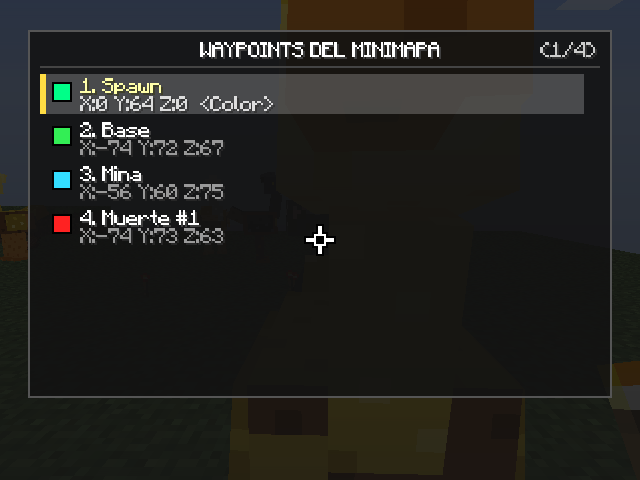 WAYPOINTS DEL MINIMAPA (1/4)
1. Spawn
X:0 Y:64 Z:0 <Color>
2. Base
X:-74 Y:72 Z:67
3. Mina
X:-56 Y:60 Z:75
4. Muerte #1
X:-74 Y:73 Z:63